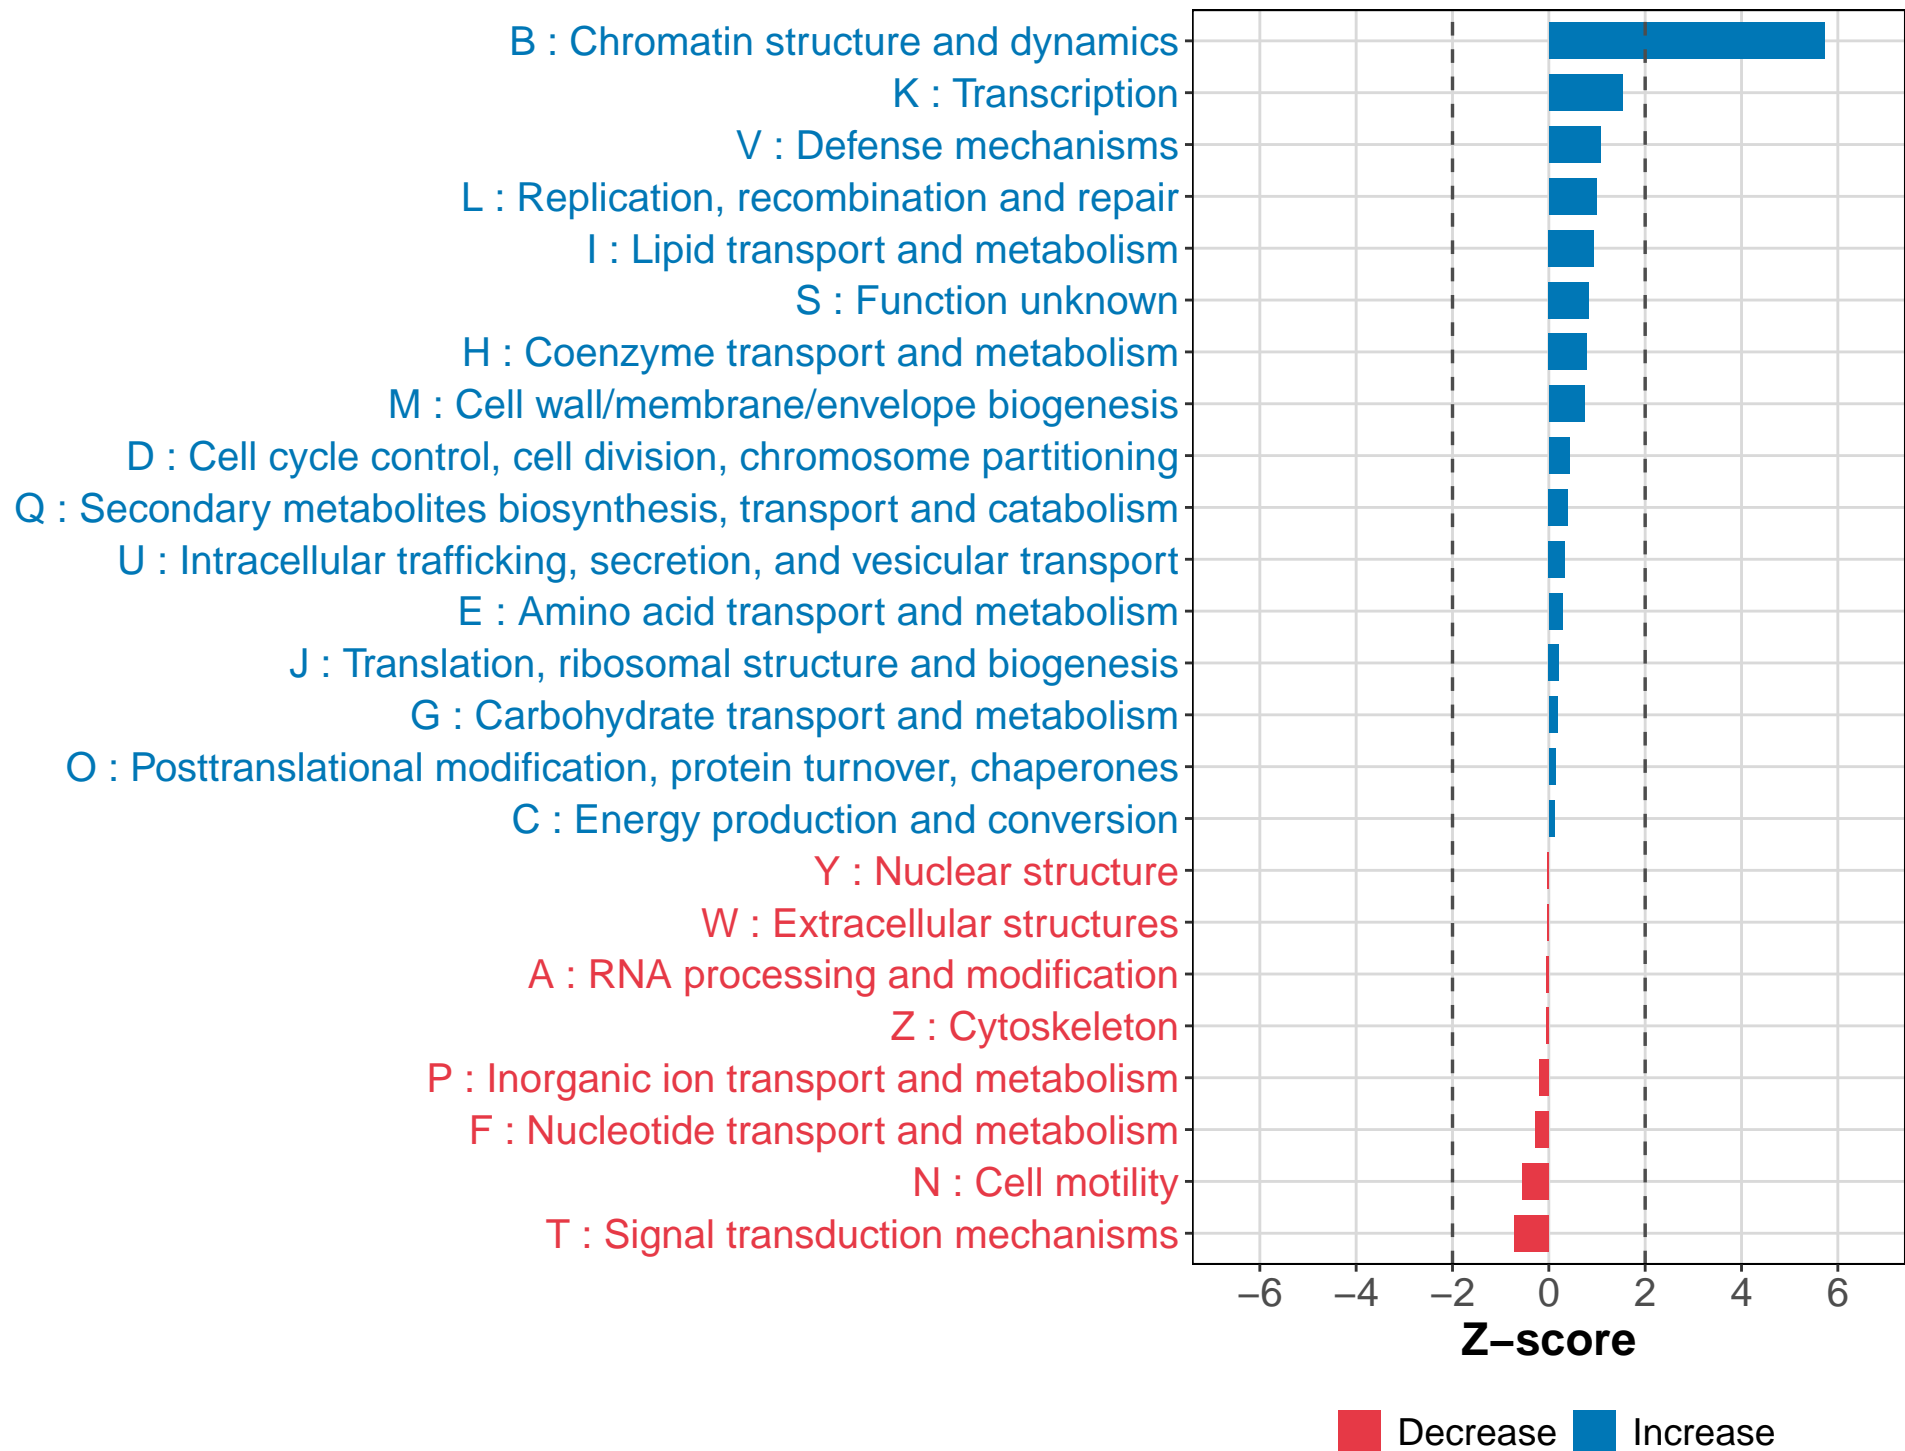 B : Chromatin structure and dynamics
K : Transcription
V : Defense mechanisms
L : Replication, recombination and repair
I : Lipid transport and metabolism
S : Function unknown
H : Coenzyme transport and metabolism
M : Cell wall/membrane/envelope biogenesis
D : Cell cycle control, cell division, chromosome partitioning
Q : Secondary metabolites biosynthesis, transport and catabolism
U : Intracellular trafficking, secretion, and vesicular transport
E : Amino acid transport and metabolism
J : Translation, ribosomal structure and biogenesis
G : Carbohydrate transport and metabolism
O : Posttranslational modification, protein turnover, chaperones
C : Energy production and conversion
Y : Nuclear structure
W : Extracellular structures
A : RNA processing and modification
Z : Cytoskeleton
P : Inorganic ion transport and metabolism
F : Nucleotide transport and metabolism
N : Cell motility
T : Signal transduction mechanisms
−6 −4 −2 0 2 4 6
Z−score
Decrease Increase